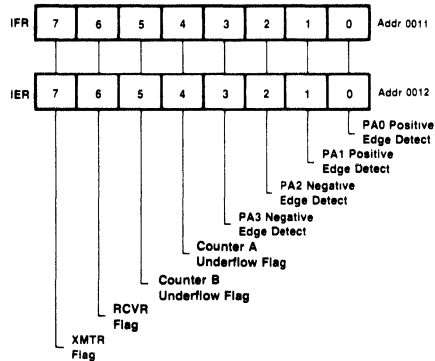 IFR 7 6 5 4 3 2 1 0 Addr 0011
IER 7 6 5 4 3 2 1 0 Addr 0012
PA0 Positive
Edge Detect
PA1 Positive
Edge Detect
PA2 Negative
Edge Detect
PA3 Negative
Edge Detect
Counter A
Underflow Flag
Counter B
Underflow Flag
RCVR
Flag
XMTR
Flag